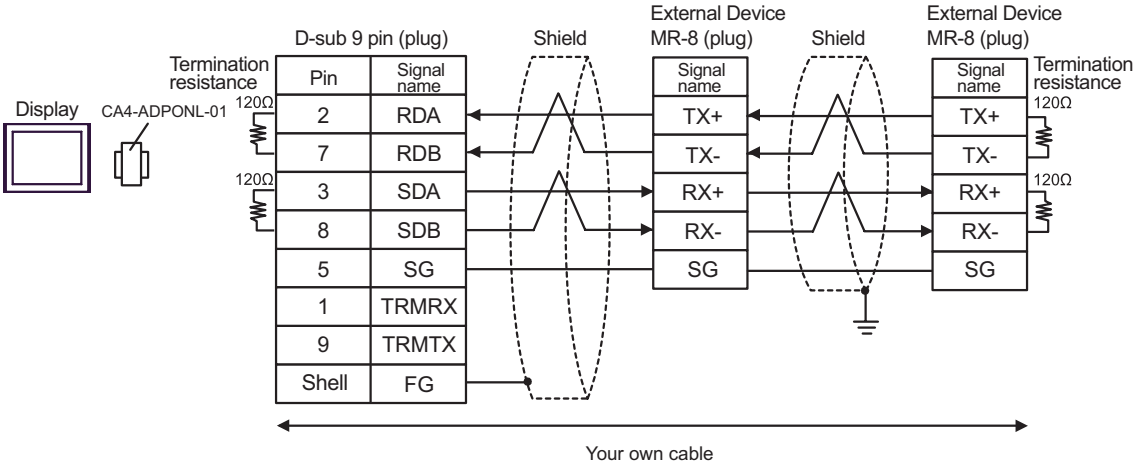 External Device
MR-8 (plug)
External Device
MR-8 (plug)
D-sub 9 pin (plug)
Shield
Shield
Termination
resistance
Termination
resistance
Pin
Signal
name
Signal
name
Signal
name
Display
CA4-ADPONL-01
120Ω
2
RDA
TX+
TX+
120Ω
7
RDB
TX-
TX-
120Ω
3
SDA
RX+
RX+
120Ω
8
SDB
RX-
RX-
5
SG
SG
SG
1
TRMRX
9
TRMTX
Shell
FG
Your own cable